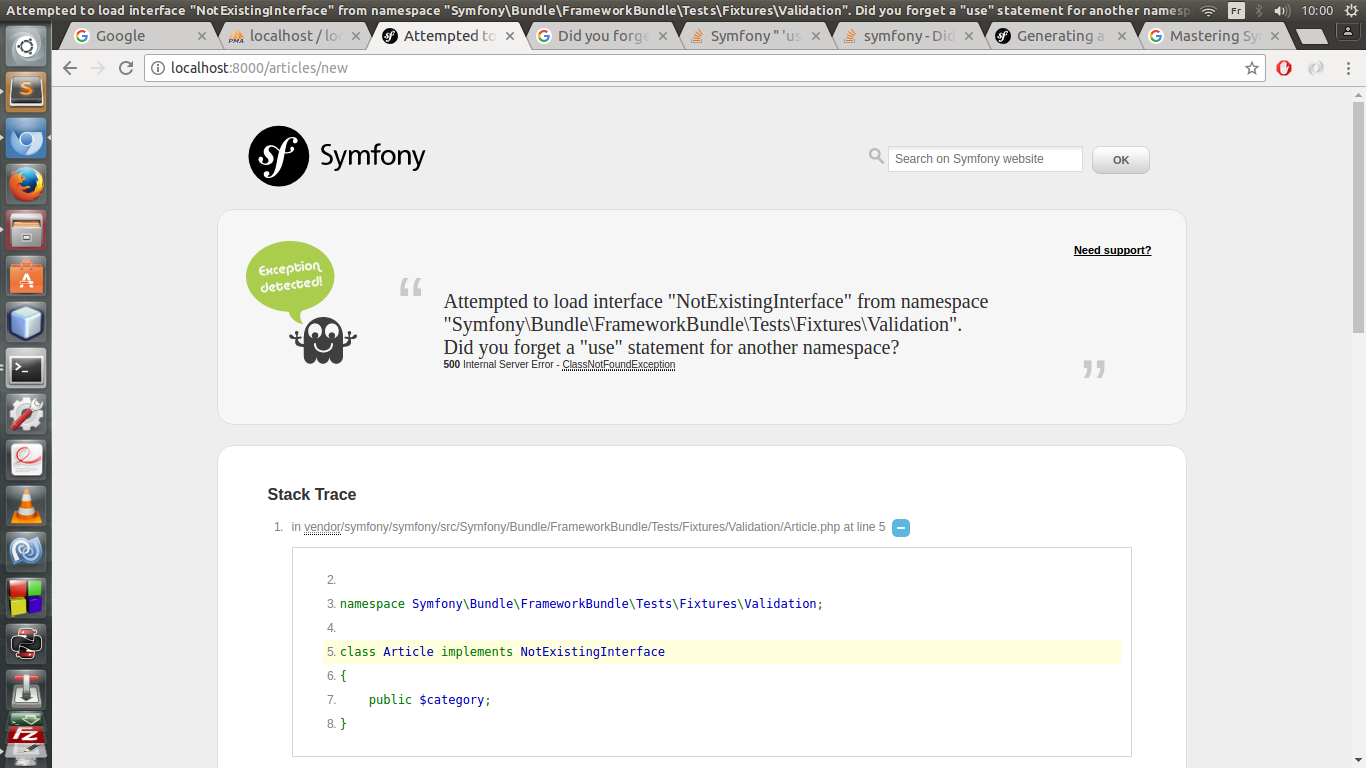 Attempted to load interface "NotExistingInterface" from namespace "Symfony\Bundle\FrameworkBundle\Tests\Fixtures\Validation". Did you forget a "use" statement for another namesp
Fr
10:00
Google
localhost / loc
Attempted to
Did you forge
Symfony " 'us
symfony - Did
Generating a
Mastering Sy
localhost:8000/articles/new
sf Symfony
Search on Symfony website
OK
Need support?
Exception
detected!
“
Attempted to load interface "NotExistingInterface" from namespace
"Symfony\Bundle\FrameworkBundle\Tests\Fixtures\Validation".
Did you forget a "use" statement for another namespace?
500 Internal Server Error - ClassNotFoundException
”
Stack Trace
1. in vendor/symfony/symfony/src/Symfony/Bundle/FrameworkBundle/Tests/Fixtures/Validation/Article.php at line 5
2.
3. namespace Symfony\Bundle\FrameworkBundle\Tests\Fixtures\Validation;
4.
5. class Article implements NotExistingInterface
6. {
7. public $category;
8. }